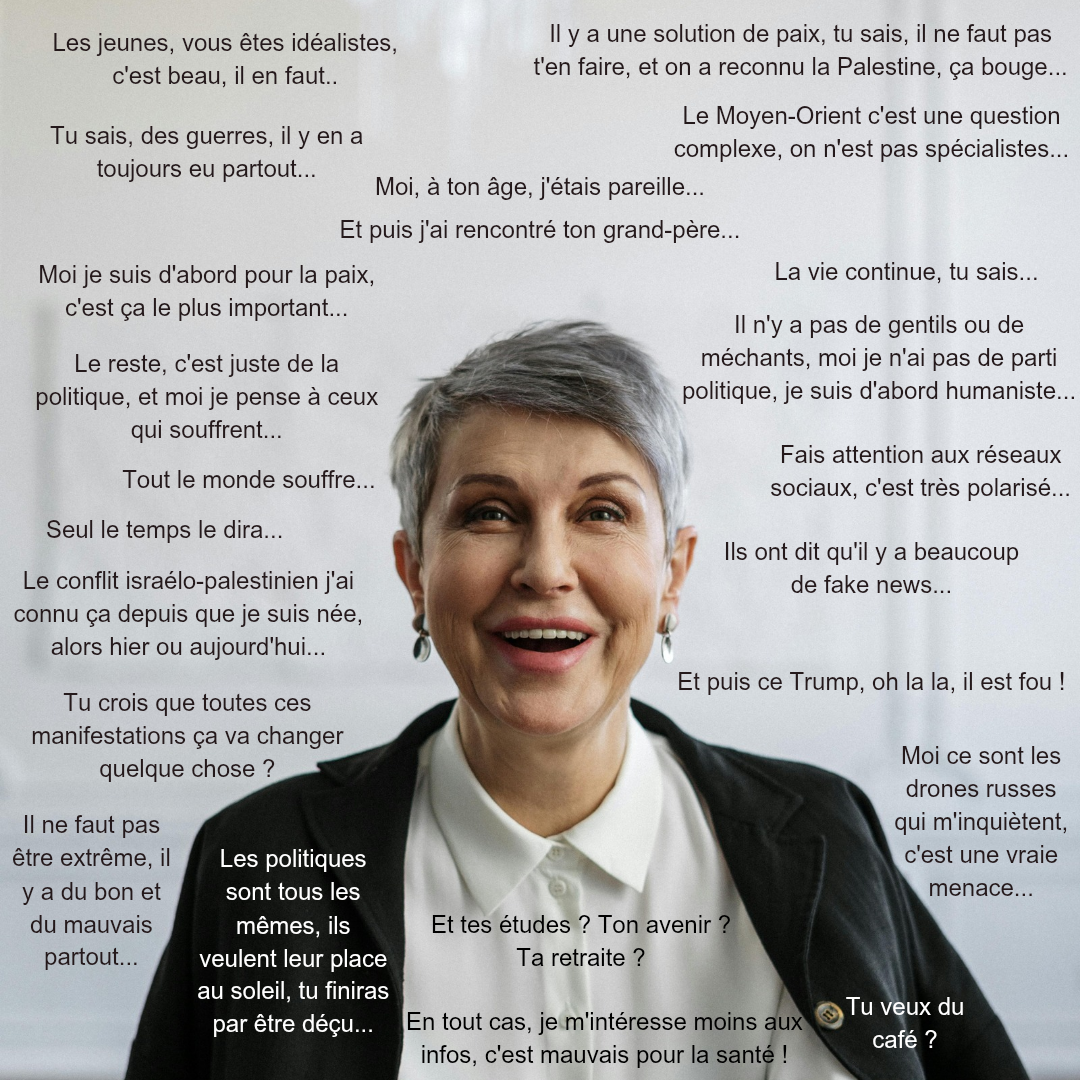 Les jeunes, vous êtes idéalistes,
c'est beau, il en faut..
Il y a une solution de paix, tu sais, il ne faut pas
t'en faire, et on a reconnu la Palestine, ça bouge...
Tu sais, des guerres, il y en a
toujours eu partout...
Le Moyen-Orient c'est une question
complexe, on n'est pas spécialistes...
Moi, à ton âge, j'étais pareille...
Et puis j'ai rencontré ton grand-père...
Moi je suis d'abord pour la paix,
c'est ça le plus important...
La vie continue, tu sais...
Il n'y a pas de gentils ou de
méchants, moi je n'ai pas de parti
politique, je suis d'abord humaniste...
Le reste, c'est juste de la
politique, et moi je pense à ceux
qui souffrent...
Fais attention aux réseaux
sociaux, c'est très polarisé...
Tout le monde souffre...
Seul le temps le dira...
Ils ont dit qu'il y a beaucoup
de fake news...
Le conflit israélo-palestinien j'ai
connu ça depuis que je suis née,
alors hier ou aujourd'hui...
Et puis ce Trump, oh la la, il est fou !
Tu crois que toutes ces
manifestations ça va changer
quelque chose ?
Moi ce sont les
drones russes
qui m'inquiètent,
c'est une vraie
menace...
Il ne faut pas
être extrême, il
y a du bon et
du mauvais
partout...
Les politiques
sont tous les
mêmes, ils
veulent leur place
au soleil, tu finiras
par être déçu...
Et tes études ? Ton avenir ?
Ta retraite ?
En tout cas, je m'intéresse moins aux
infos, c'est mauvais pour la santé !
Tu veux du
café ?